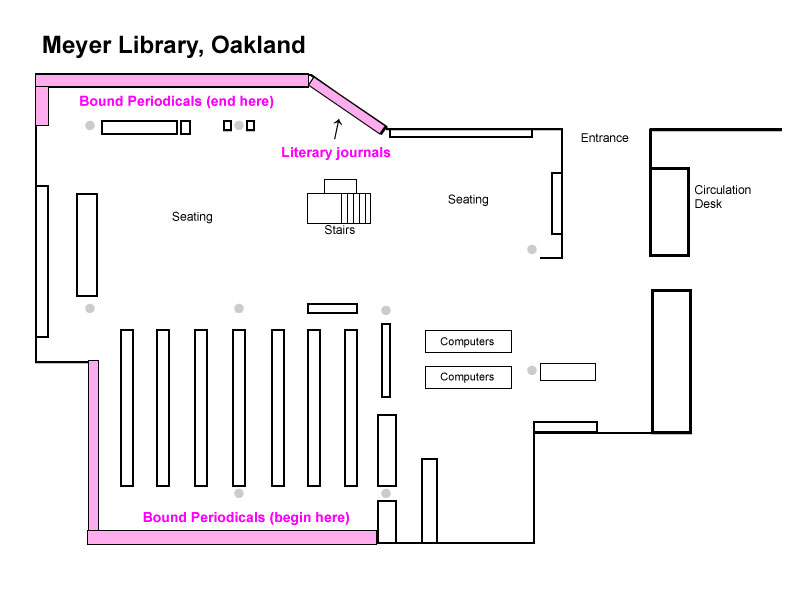 Meyer Library, Oakland
Bound Periodicals (end here)
Literary journals
Entrance
Circulation
Desk
Seating
Seating
Stairs
Computers
Computers
Bound Periodicals (begin here)